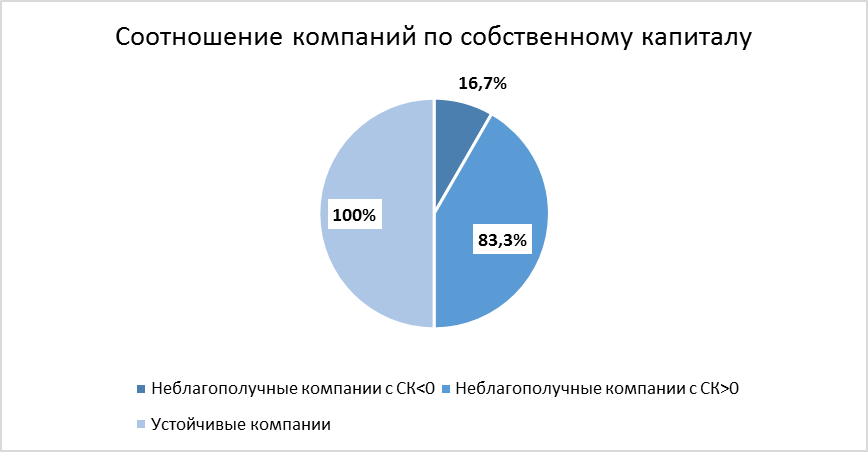 Соотношение компаний по собственному капиталу
16,7%
100%
83,3%
Неблагополучные компании с СК<0 Неблагополучные компании с СК>0
Устойчивые компании